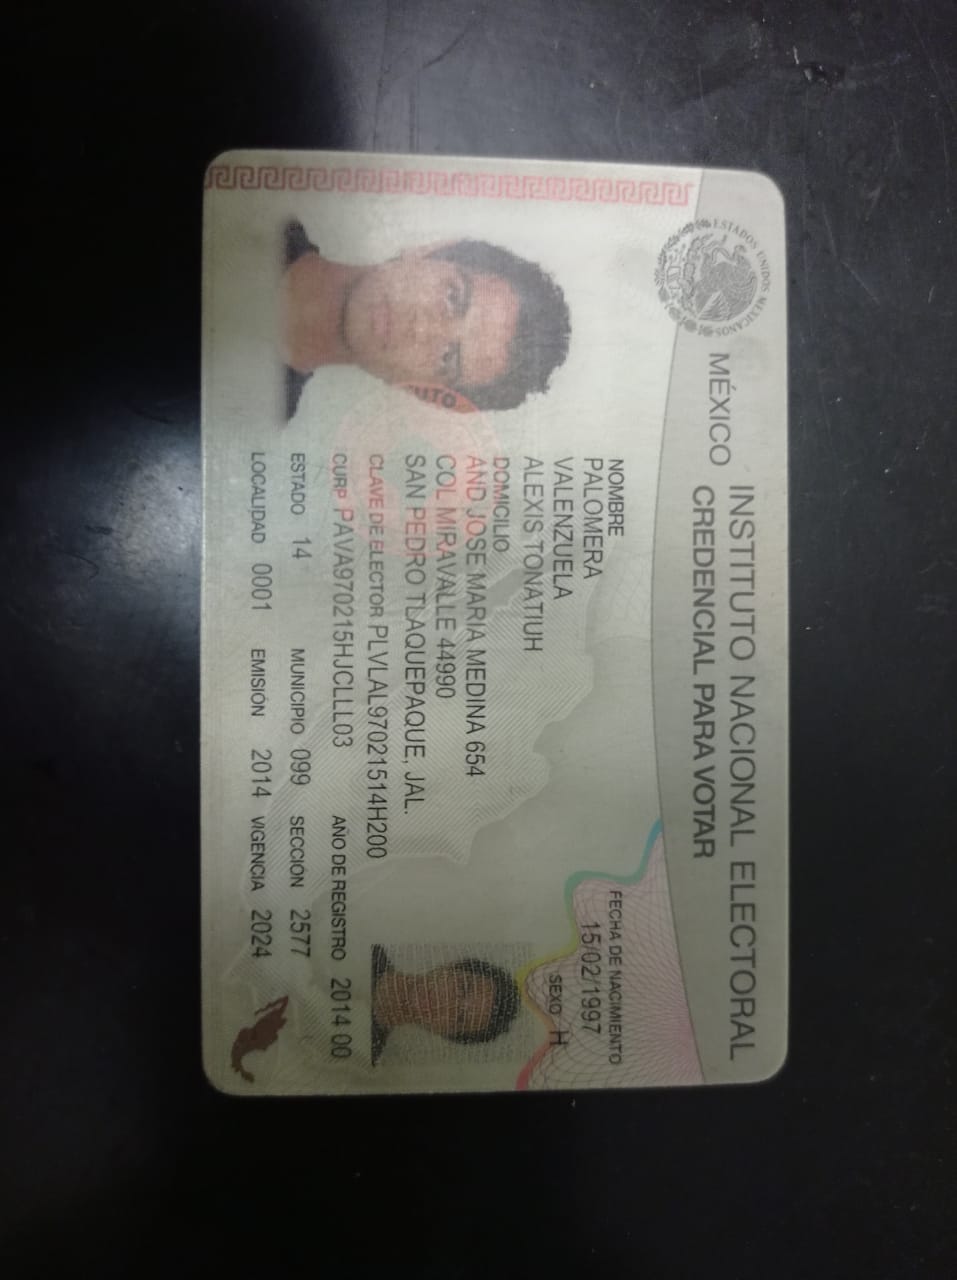 ESTADOS UNIDOS MEXICANOS
MÉXICO INSTITUTO NACIONAL ELECTORAL
CREDENCIAL PARA VOTAR
NOMBRE
PALOMERA
VALENZUELA
ALEXIS TONATIUH
FECHA DE NACIMIENTO
15/02/1997
SEXO H
DOMICILIO
AND JOSE MARIA MEDINA 654
COL MIRAVALLE 44990
SAN PEDRO TLAQUEPAQUE, JAL.
CLAVE DE ELECTOR PLVLAL97021514H200
CURP PAVA970215HJCLLL03 AÑO DE REGISTRO 2014 00
ESTADO 14 MUNICIPIO 099 SECCIÓN 2577
LOCALIDAD 0001 EMISIÓN 2014 VIGENCIA 2024